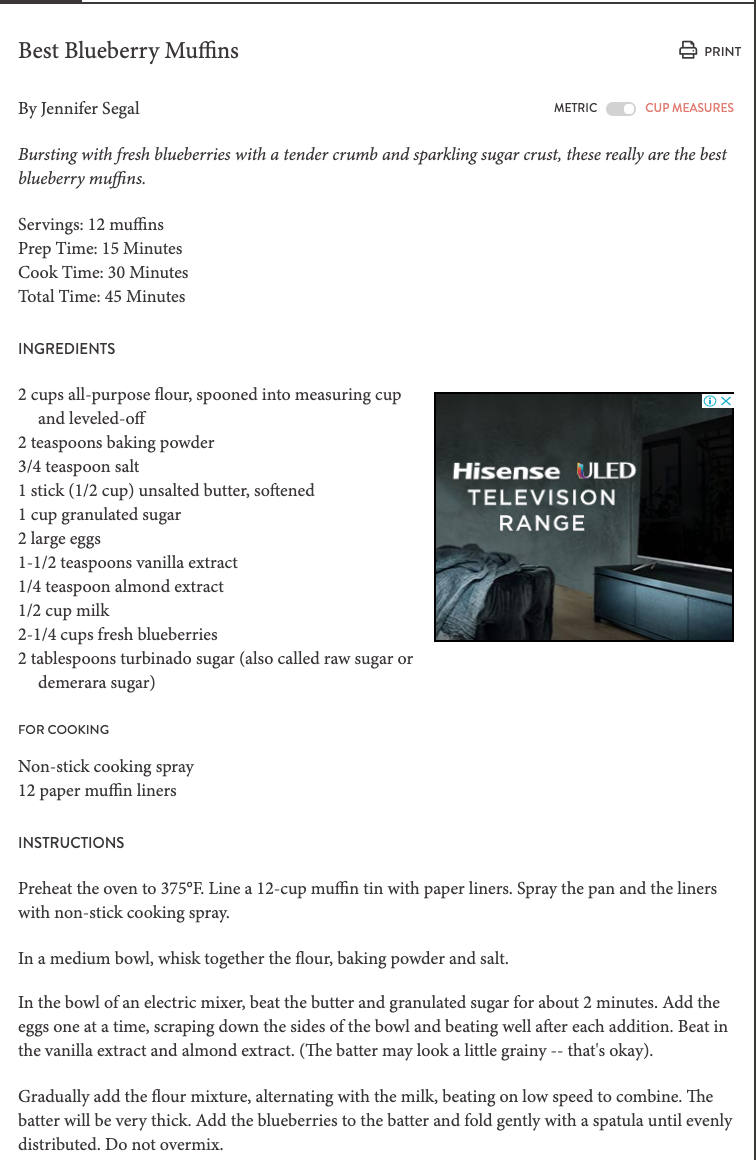 Best Blueberry Muffins
PRINT
By Jennifer Segal
METRIC CUP MEASURES
Bursting with fresh blueberries with a tender crumb and sparkling sugar crust, these really are the best
blueberry muffins.
Servings: 12 muffins
Prep Time: 15 Minutes
Cook Time: 30 Minutes
Total Time: 45 Minutes
INGREDIENTS
2 cups all-purpose flour, spooned into measuring cup
and leveled-off
2 teaspoons baking powder
3/4 teaspoon salt
1 stick (1/2 cup) unsalted butter, softened
1 cup granulated sugar
2 large eggs
1-1/2 teaspoons vanilla extract
1/4 teaspoon almond extract
1/2 cup milk
2-1/4 cups fresh blueberries
2 tablespoons turbinado sugar (also called raw sugar or
demerara sugar)
Hisense ULED
TELEVISION
RANGE
FOR COOKING
Non-stick cooking spray
12 paper muffin liners
INSTRUCTIONS
Preheat the oven to 375°F. Line a 12-cup muffin tin with paper liners. Spray the pan and the liners
with non-stick cooking spray.
In a medium bowl, whisk together the flour, baking powder and salt.
In the bowl of an electric mixer, beat the butter and granulated sugar for about 2 minutes. Add the
eggs one at a time, scraping down the sides of the bowl and beating well after each addition. Beat in
the vanilla extract and almond extract. (The batter may look a little grainy -- that's okay).
Gradually add the flour mixture, alternating with the milk, beating on low speed to combine. The
batter will be very thick. Add the blueberries to the batter and fold gently with a spatula until evenly
distributed. Do not overmix.